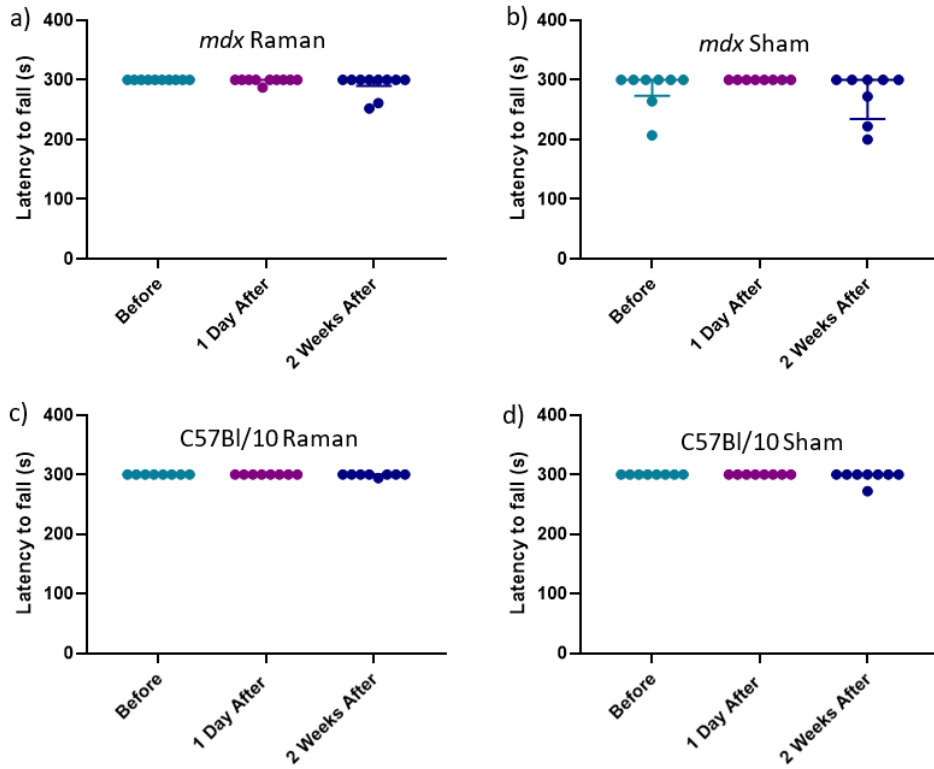 a)
mdx Raman
Latency to fall (s)
400
300
200
100
0
Before
1 Day After
2 Weeks After
b)
mdx Sham
Latency to fall (s)
400
300
200
100
0
Before
1 Day After
2 Weeks After
c)
C57Bl/10 Raman
Latency to fall (s)
400
300
200
100
0
Before
1 Day After
2 Weeks After
d)
C57Bl/10 Sham
Latency to fall (s)
400
300
200
100
0
Before
1 Day After
2 Weeks After